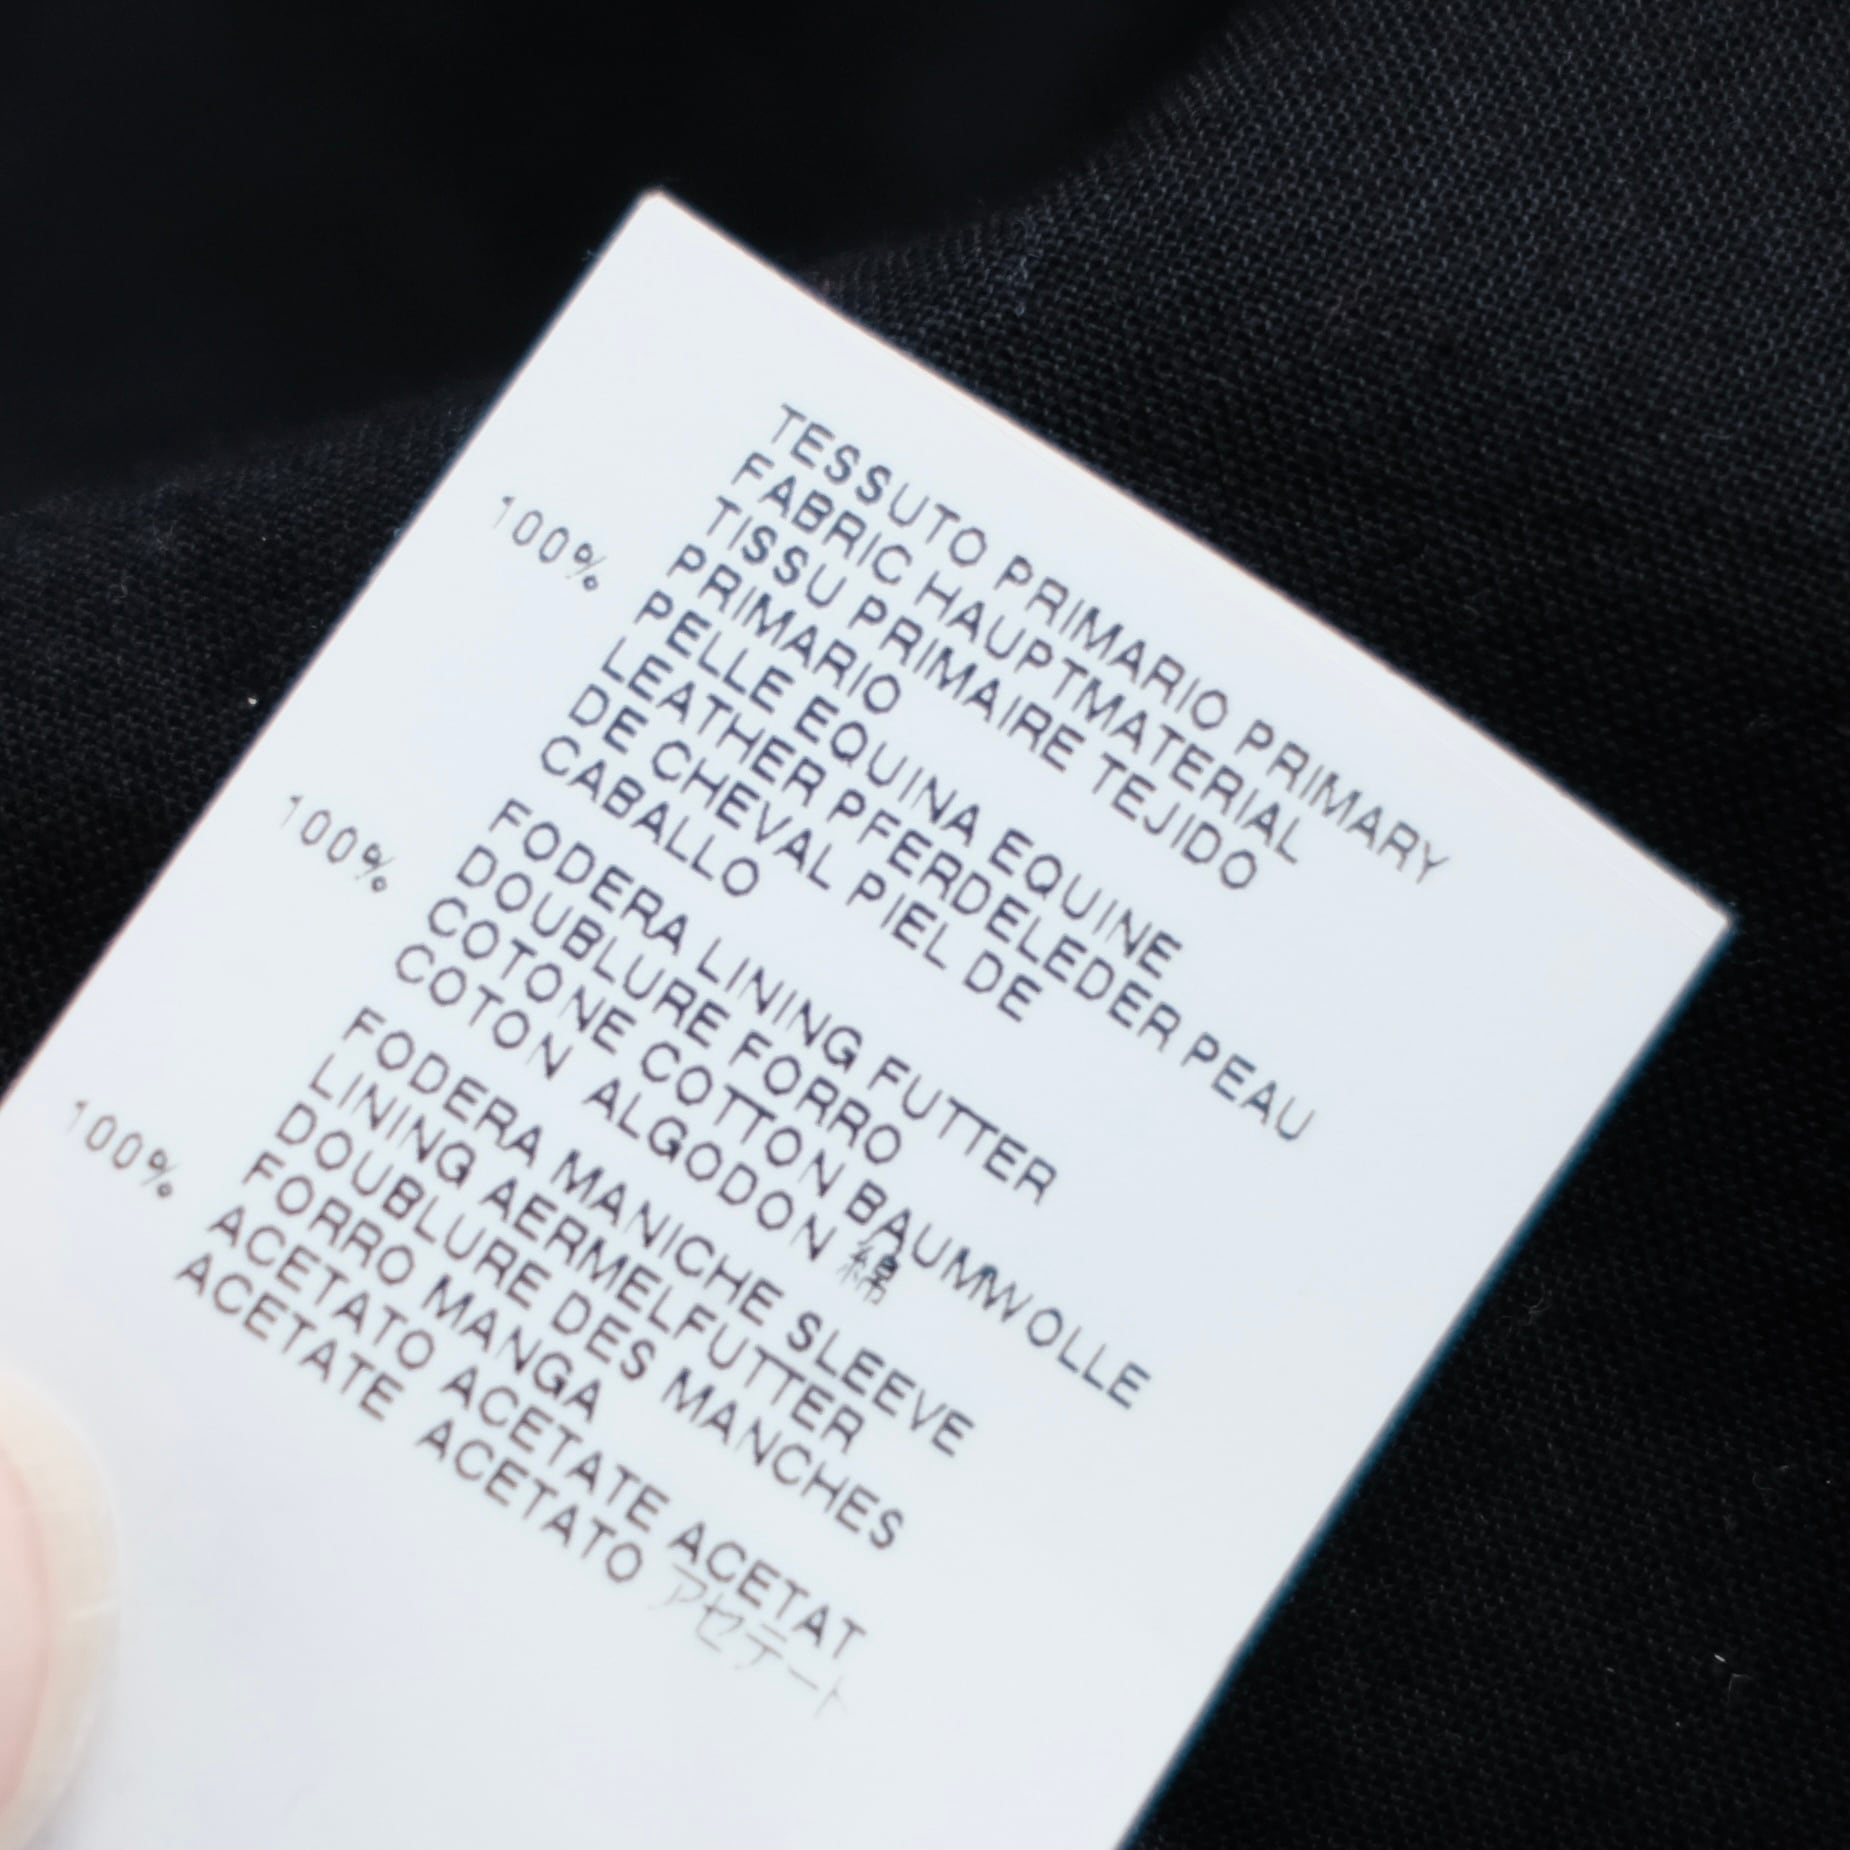 TESSUTO PRIMARIO PRIMARY
FABRIC HAUPTMATERIAL
TISSU PRIMAIRE TEJIDO
PRIMARIO
100% PELLE EQUINA EQUINE
LEATHER PFERDELEDER PEAU
DE CHEVAL PIEL DE
CABALLO
FODERA LINING FUTTER
DOUBLURE FORRO
100% COTONE COTTON BAUMWOLLE
COTON ALGODON 綿
FODERA MANICHE SLEEVE
LINING AERMELFUTTER
DOUBLURE DES MANCHES
FORRO MANGA
100% ACETATO ACETATE ACETAT
ACETATE ACETATO アセテート